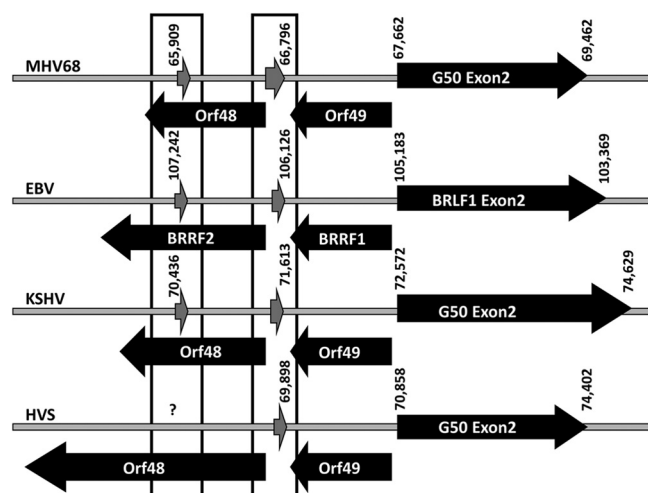 65,909 66,796 67,662 69,462
MHV68
G50 Exon2
Orf48 Orf49
107,242 106,126 105,183 103,369
EBV
BRLF1 Exon2
BRRF2 BRRF1
70,436 71,613 72,572 74,629
KSHV
G50 Exon2
Orf48 Orf49
? 69,898 70,858 74,402
HVS
G50 Exon2
Orf48 Orf49